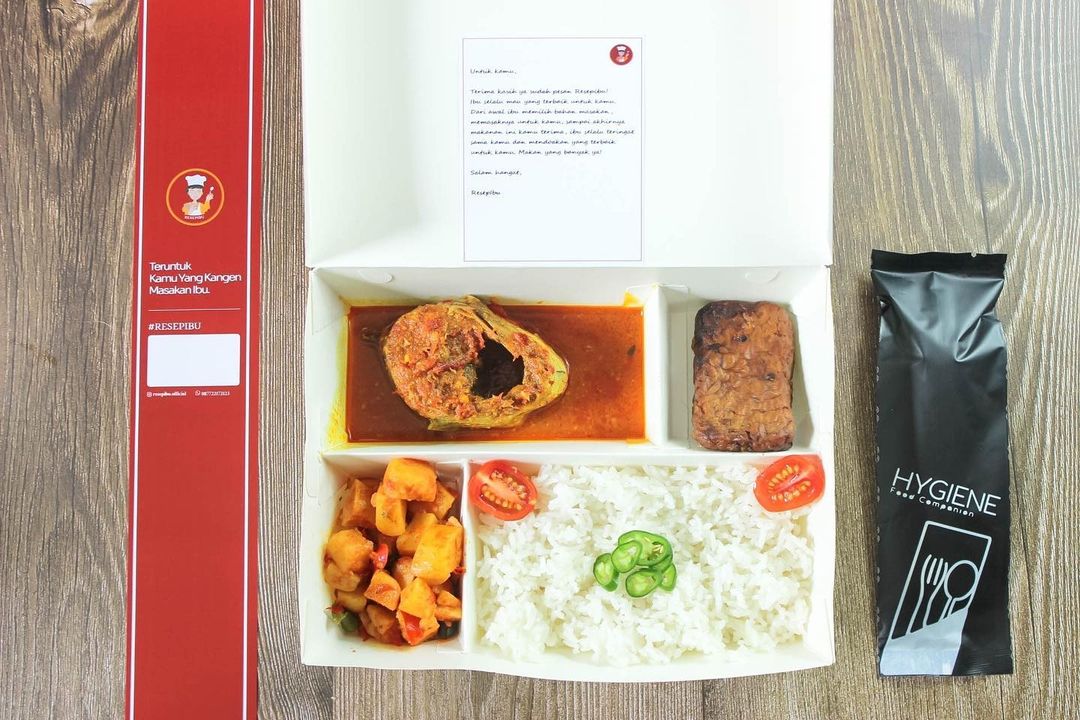 RESEPIBU
Teruntuk
Kamu Yang Kangen
Masakan Ibu.
#RESEPIBU
resepibu.official
Untuk kamu,
Terima kasih ya sudah pesan Resepibu!
Ibu selalu mau yang terbaik untuk kamu.
Dari awal ibu memilih bahan masakan,
memasaknya untuk kamu, sampai akhirnya
makanan ini kamu terima, ibu selalu teringat
sama kamu dan mendoakan yang terbaik
untuk kamu. Makan yang banyak ya!
Salam hangat,
ResepIbu
HYGIENE
Food Companion